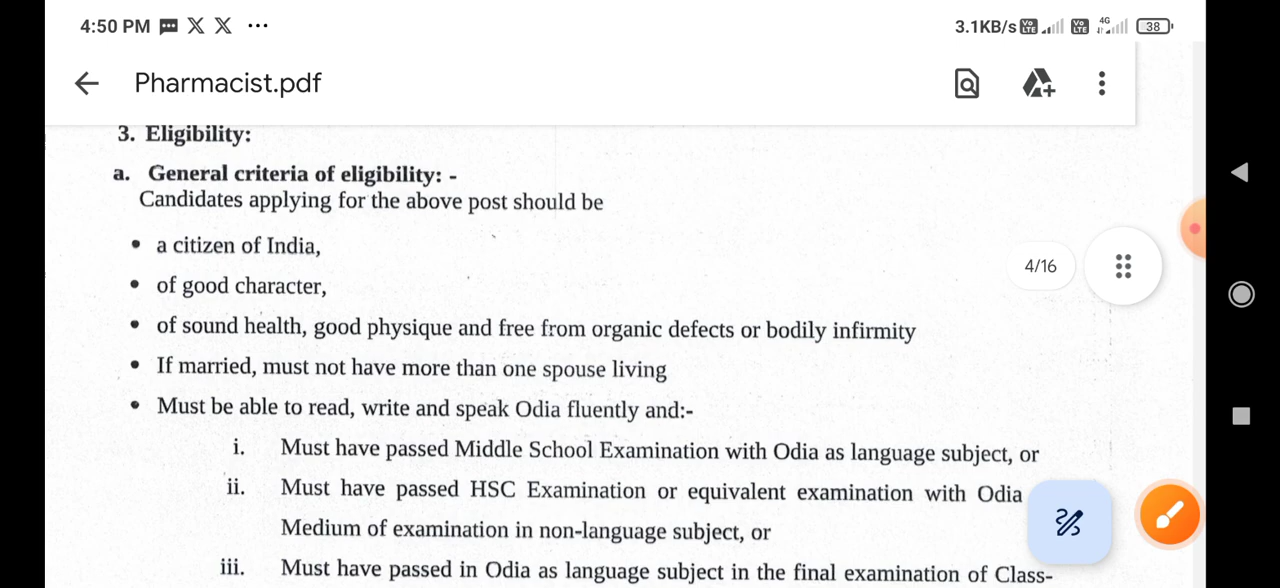 4:50 PM
3.1KB/s
4G
38
Pharmacist.pdf
3. Eligibility:
a. General criteria of eligibility: -
Candidates applying for the above post should be
• a citizen of India,
4/16
• of good character,
• of sound health, good physique and free from organic defects or bodily infirmity
• If married, must not have more than one spouse living
• Must be able to read, write and speak Odia fluently and:-
i. Must have passed Middle School Examination with Odia as language subject, or
ii. Must have passed HSC Examination or equivalent examination with Odia
Medium of examination in non-language subject, or
iii. Must have passed in Odia as language subject in the final examination of Class-